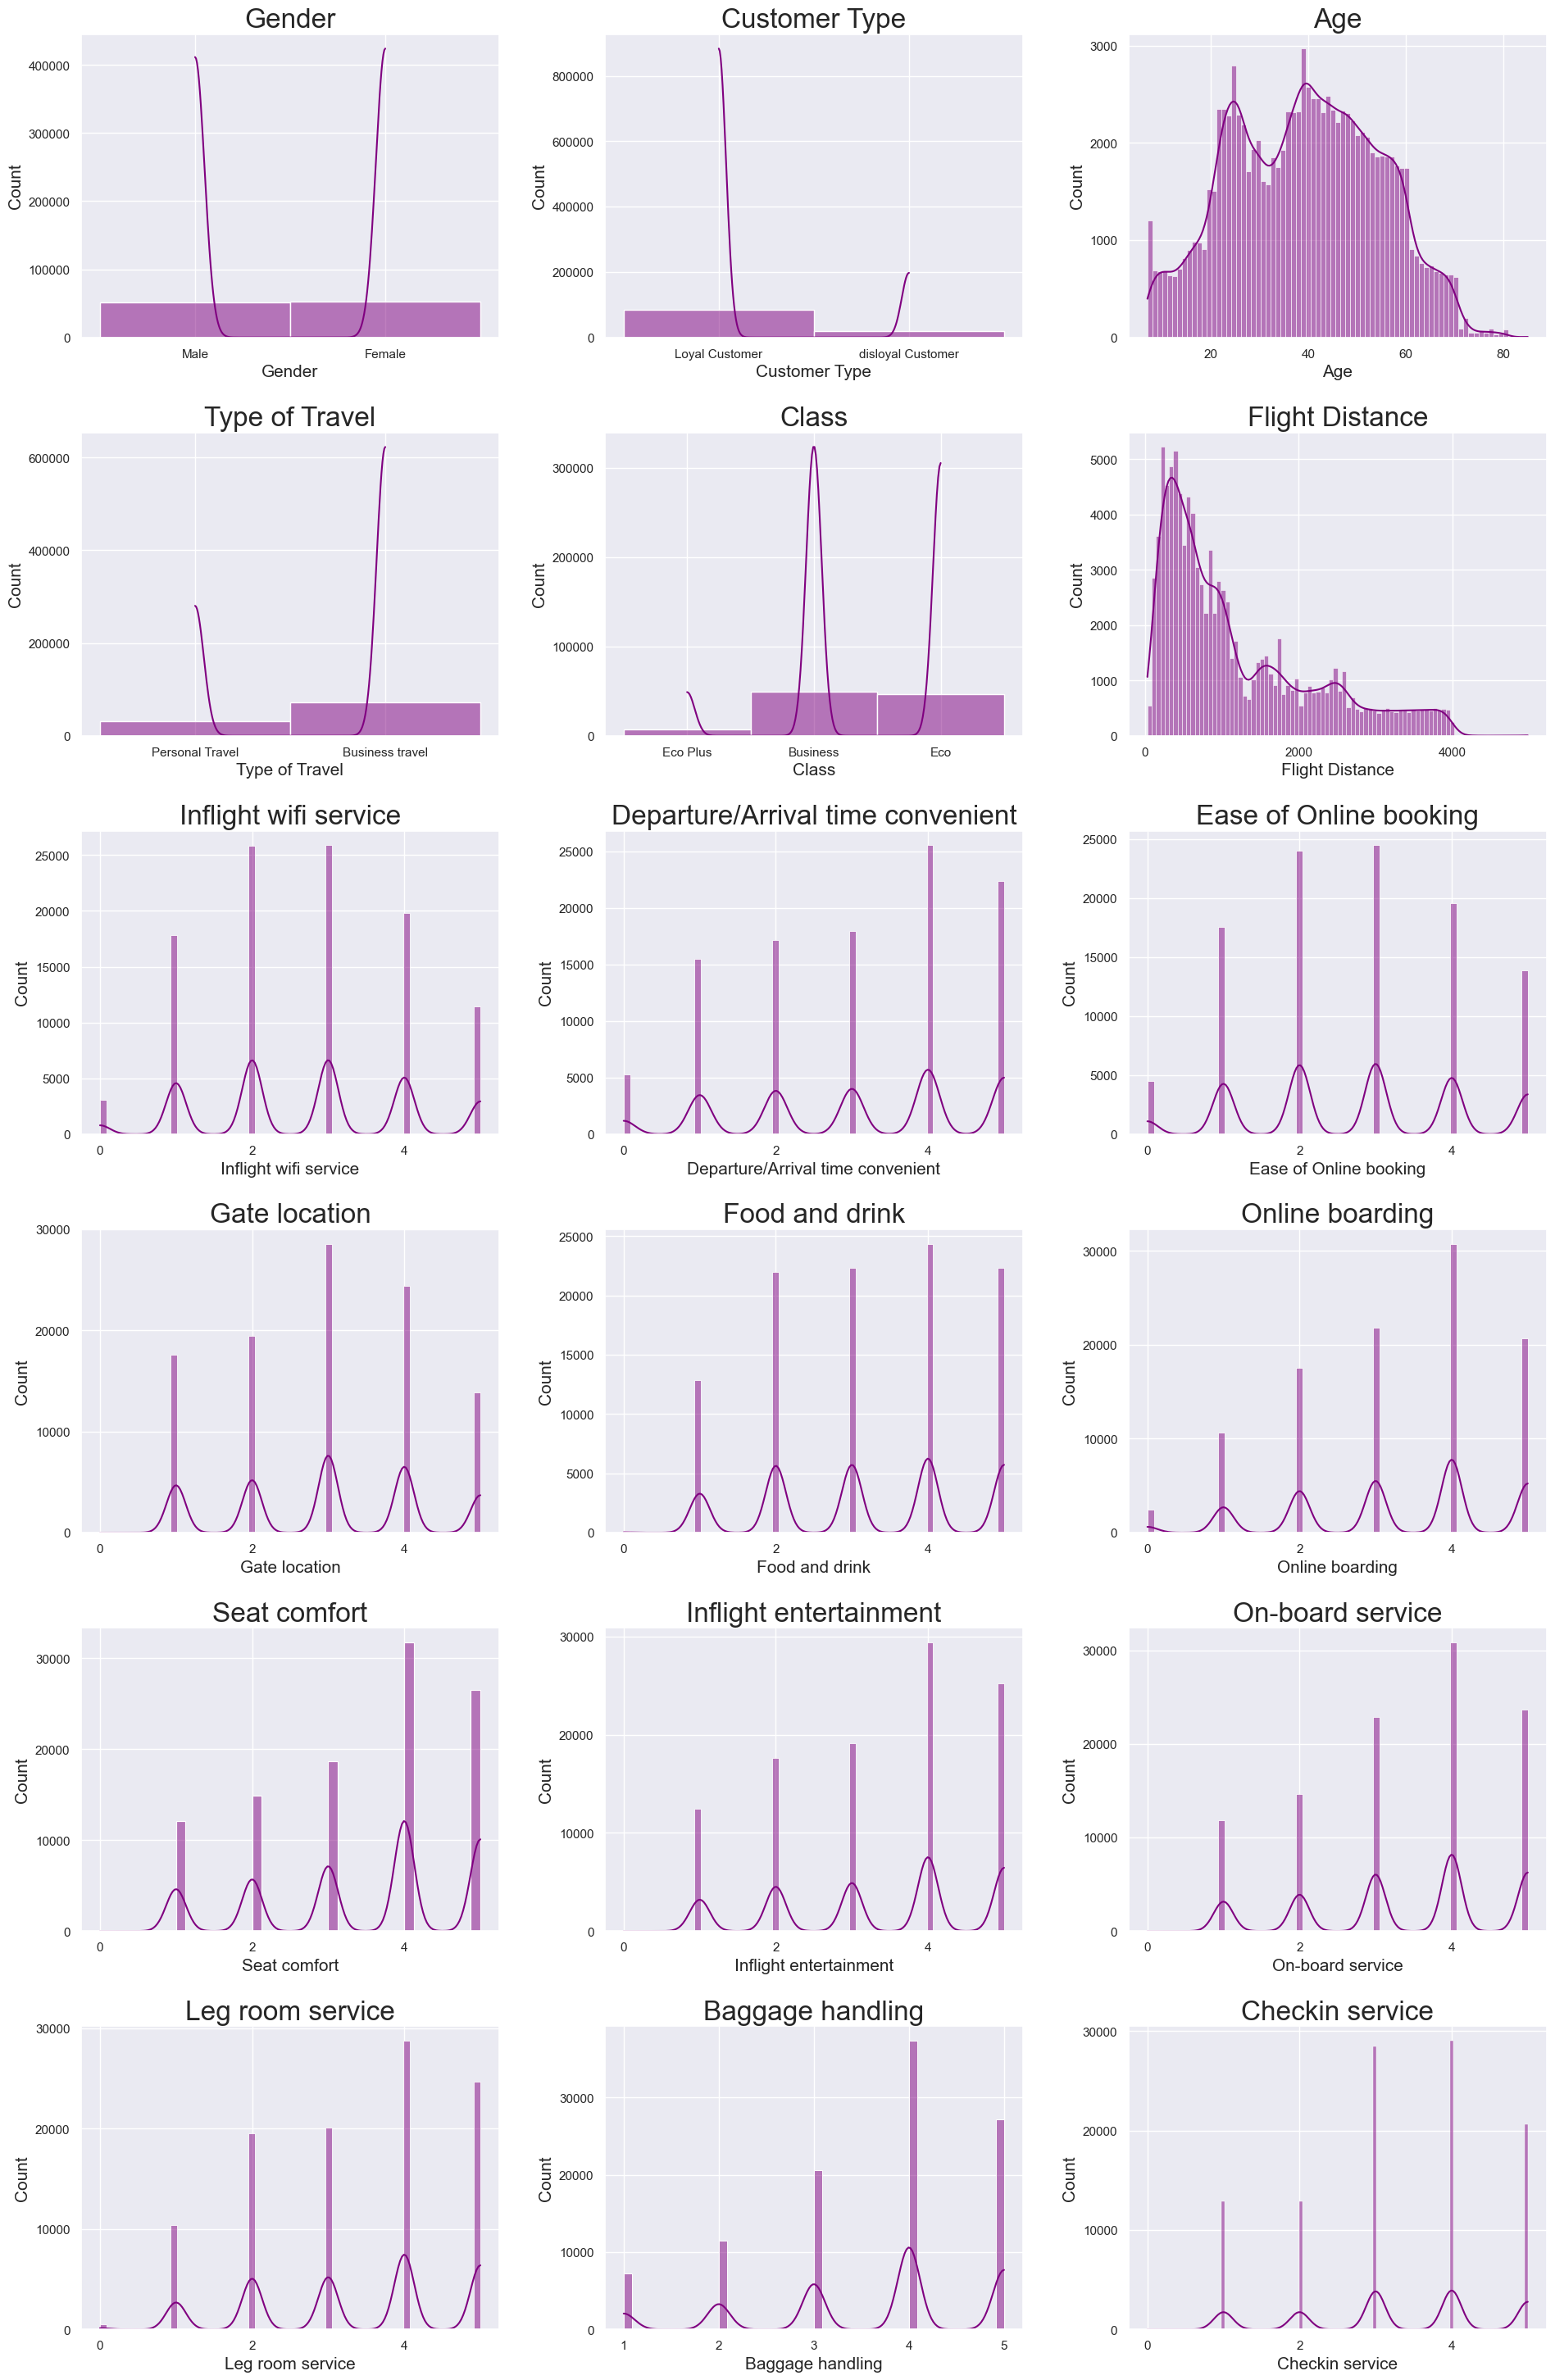 Gender
Customer Type
Age
Count
400000
300000
200000
100000
0
Male
Female
Gender
Count
800000
600000
400000
200000
0
Loyal Customer
disloyal Customer
Customer Type
Count
3000
2000
1000
0
20
40
60
80
Age
Type of Travel
Class
Flight Distance
Count
600000
400000
200000
0
Personal Travel
Business travel
Type of Travel
Count
300000
200000
100000
0
Eco Plus
Business
Eco
Class
Count
5000
4000
3000
2000
1000
0
0
2000
4000
Flight Distance
Inflight wifi service
Departure/Arrival time convenient
Ease of Online booking
Count
25000
20000
15000
10000
5000
0
0
2
4
Inflight wifi service
Count
25000
20000
15000
10000
5000
0
0
2
4
Departure/Arrival time convenient
Count
25000
20000
15000
10000
5000
0
0
2
4
Ease of Online booking
Gate location
Food and drink
Online boarding
Count
30000
20000
10000
0
0
2
4
Gate location
Count
25000
20000
15000
10000
5000
0
0
2
4
Food and drink
Count
30000
20000
10000
0
0
2
4
Online boarding
Seat comfort
Inflight entertainment
On-board service
Count
30000
20000
10000
0
0
2
4
Seat comfort
Count
30000
20000
10000
0
0
2
4
Inflight entertainment
Count
30000
20000
10000
0
0
2
4
On-board service
Leg room service
Baggage handling
Checkin service
Count
30000
20000
10000
0
0
2
4
Leg room service
Count
30000
20000
10000
0
1
2
3
4
5
Baggage handling
Count
30000
20000
10000
0
0
2
4
Checkin service